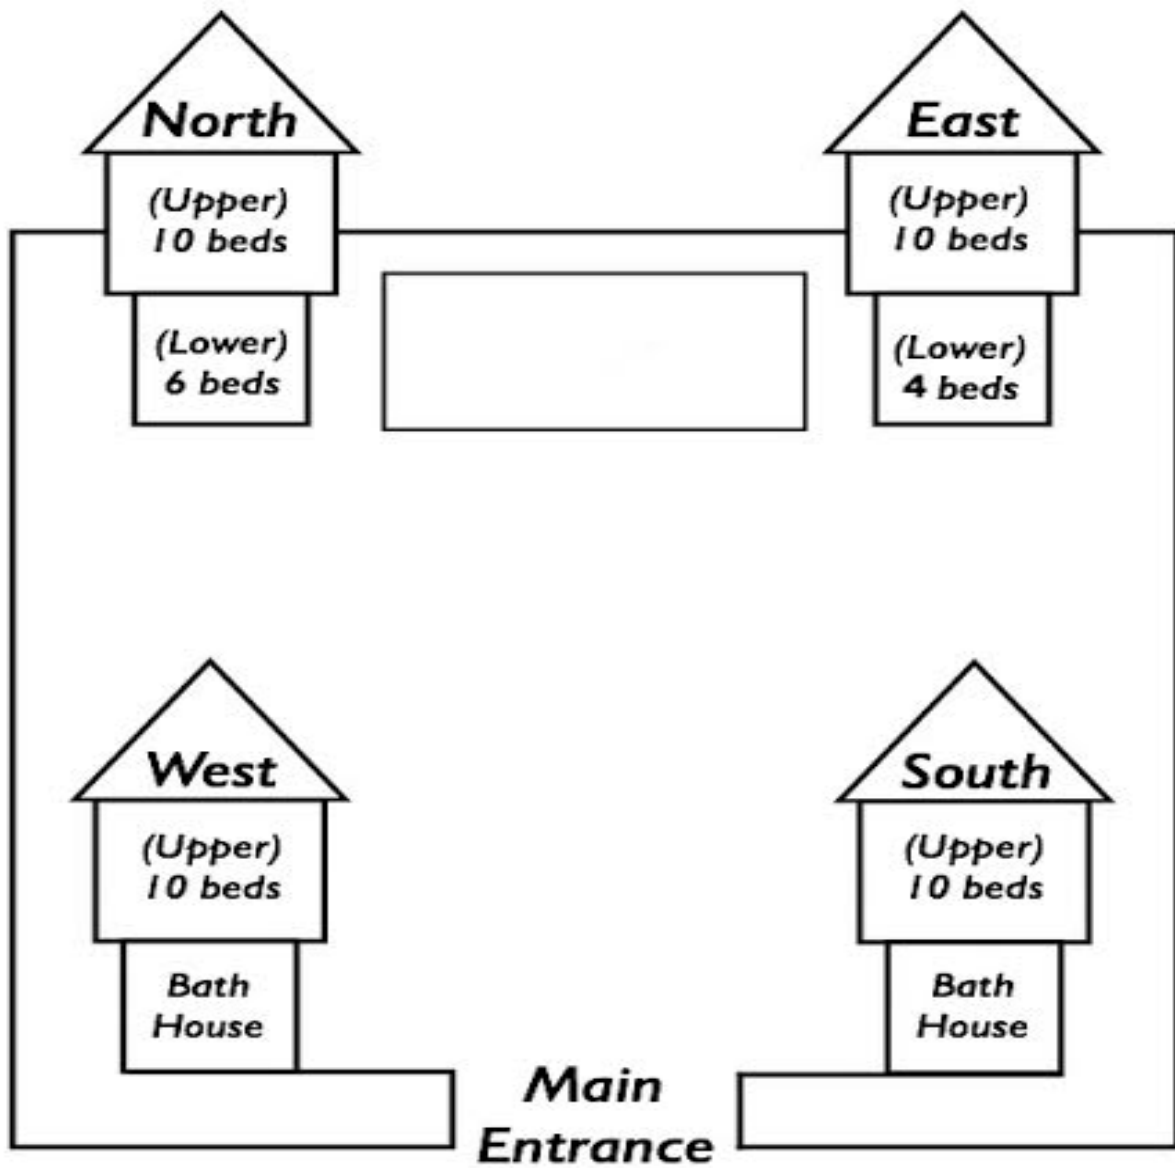 North
(Upper)
10 beds
(Lower)
6 beds
East
(Upper)
10 beds
(Lower)
4 beds
West
(Upper)
10 beds
Bath
House
South
(Upper)
10 beds
Bath
House
Main
Entrance